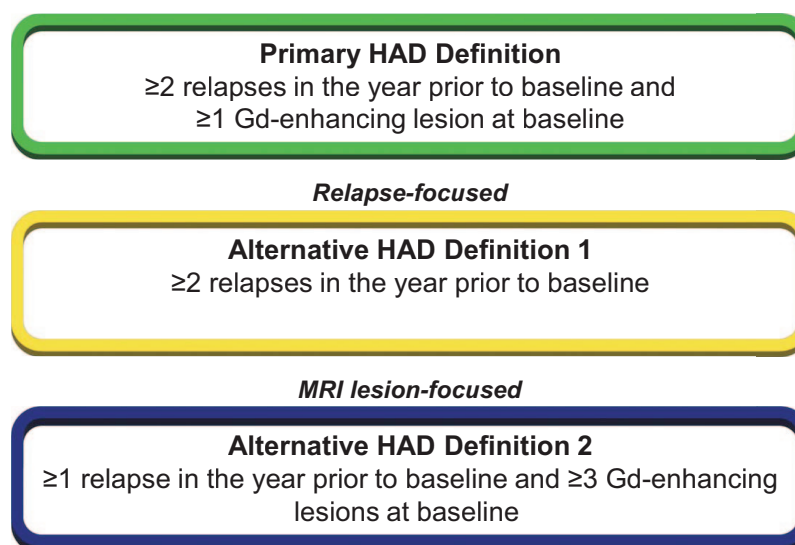 Primary HAD Definition
≥2 relapses in the year prior to baseline and
≥1 Gd-enhancing lesion at baseline
Relapse-focused
Alternative HAD Definition 1
≥2 relapses in the year prior to baseline
MRI lesion-focused
Alternative HAD Definition 2
≥1 relapse in the year prior to baseline and ≥3 Gd-enhancing
lesions at baseline